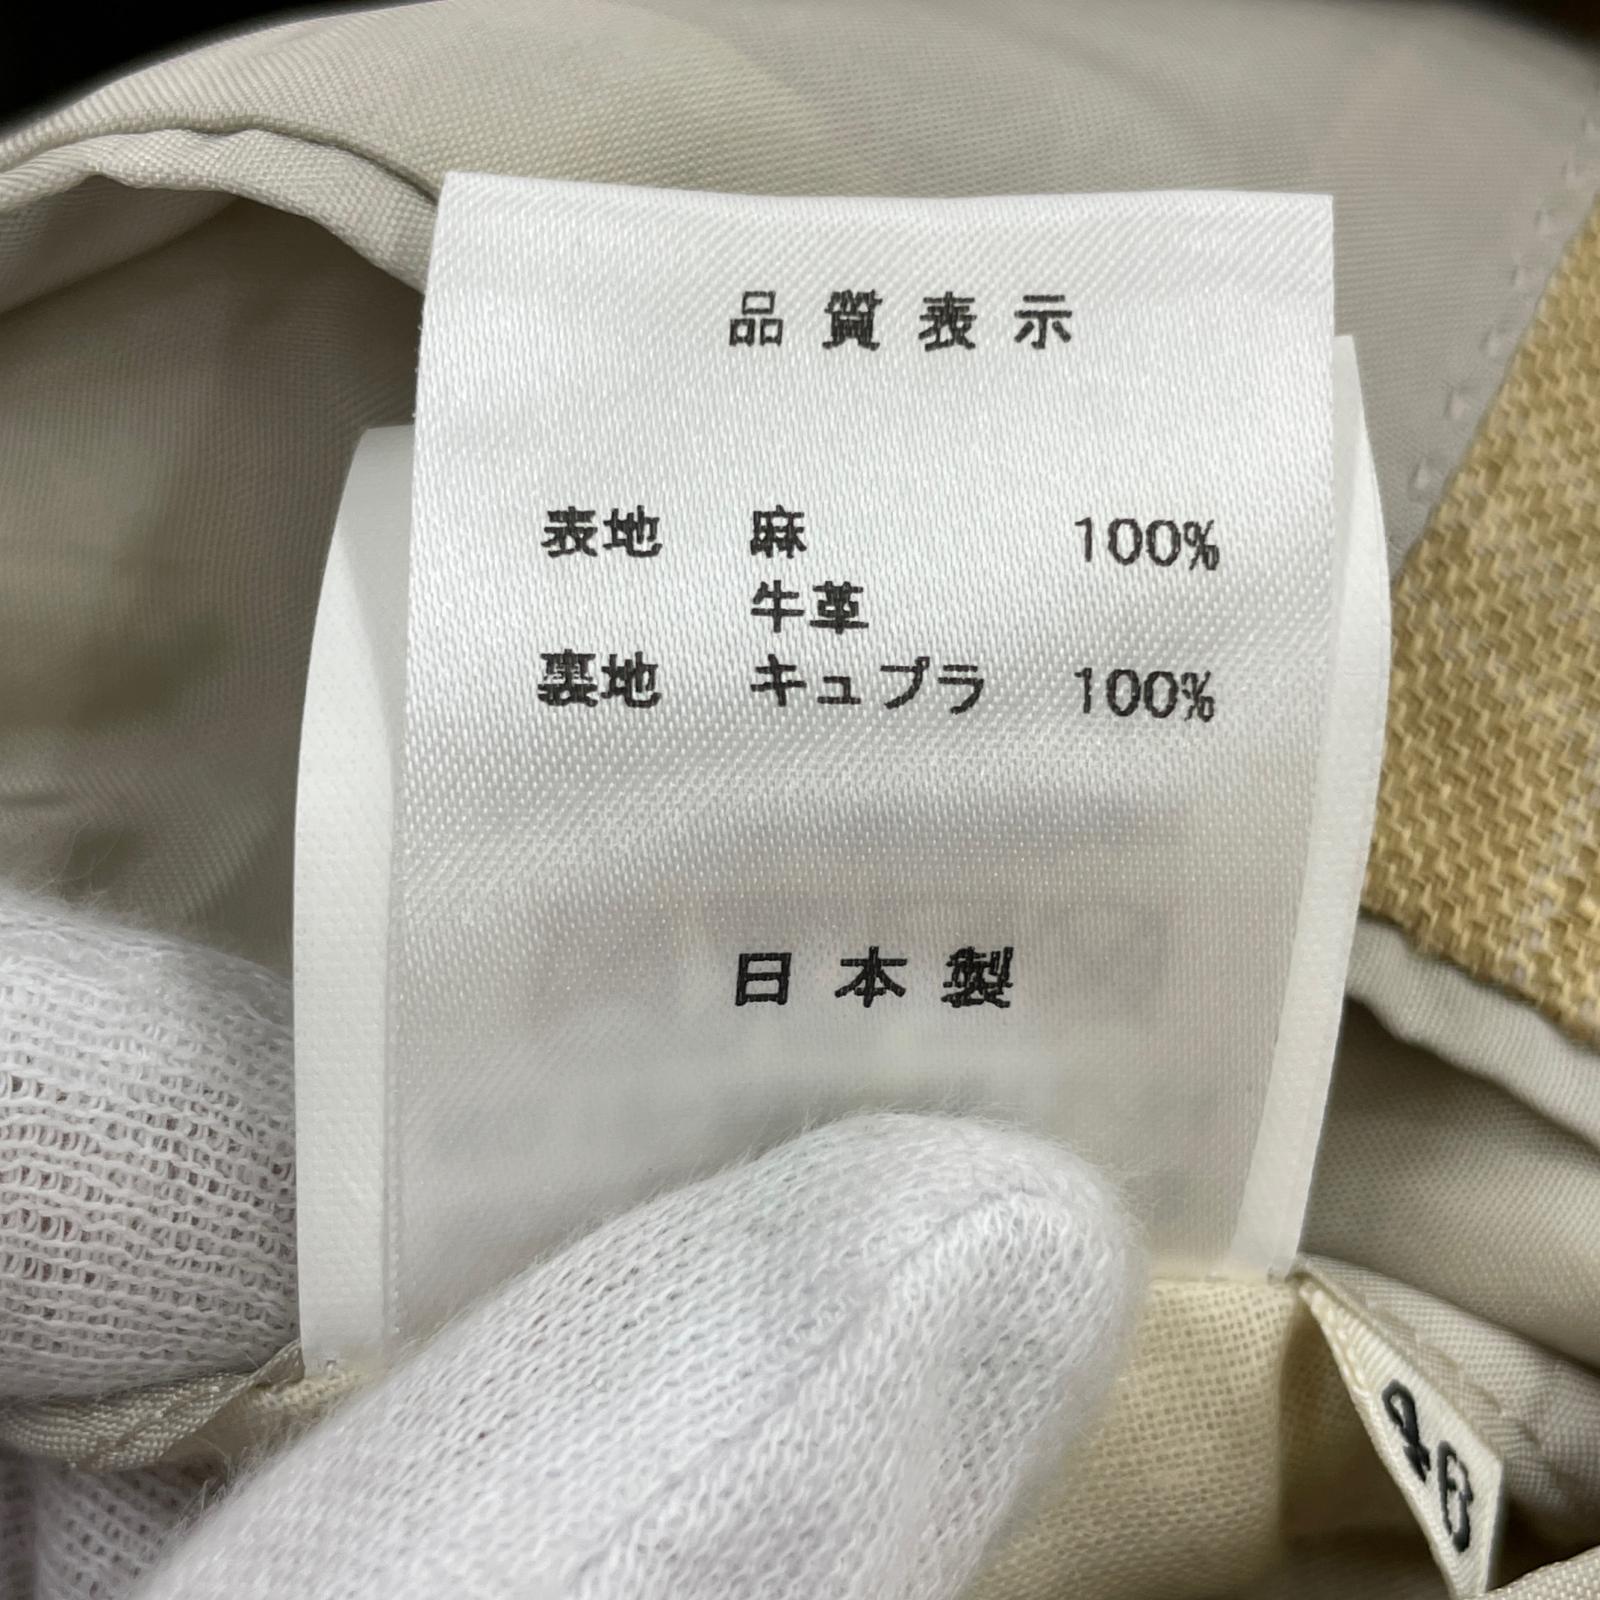 品質表示
表地 麻 100%
牛革
裏地 キュプラ 100%
日本製
46